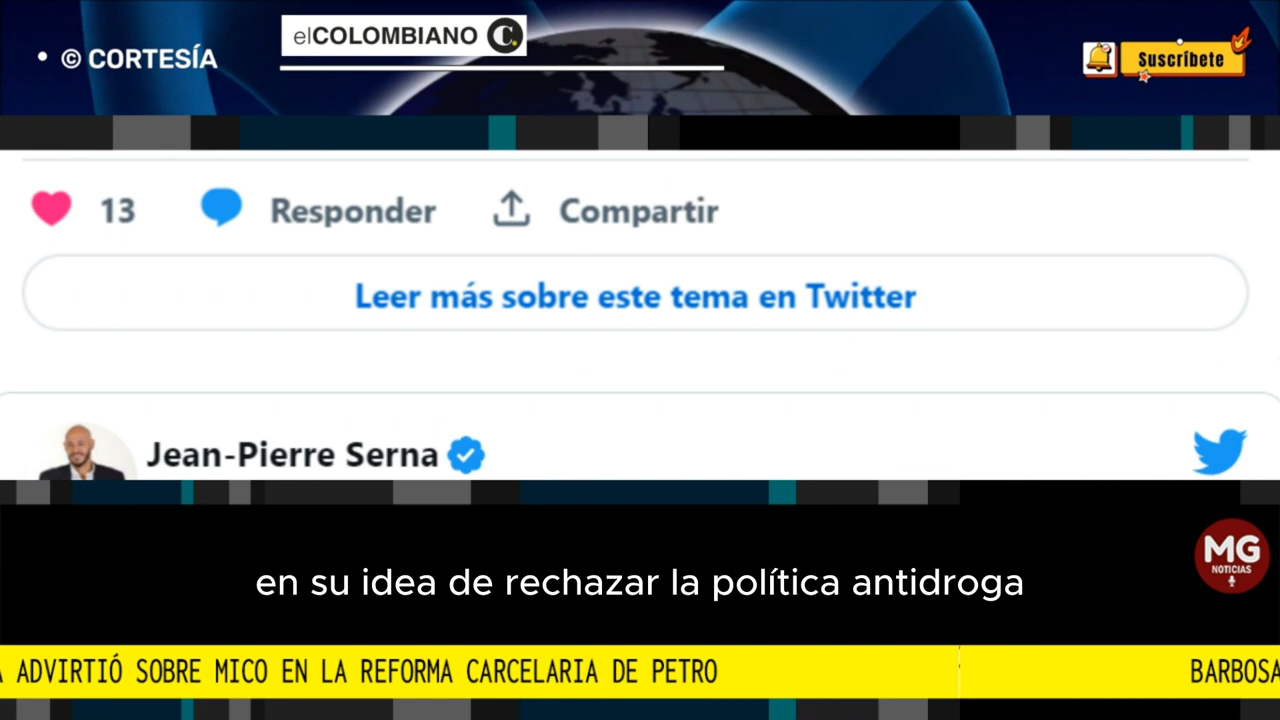 © CORTESÍA
elCOLOMBIANO C.
Suscríbete
13 Responder Compartir
Leer más sobre este tema en Twitter
Jean-Pierre Serna
MG
NOTICIAS
en su idea de rechazar la política antidroga
A ADVIRTIÓ SOBRE MICO EN LA REFORMA CARCELARIA DE PETRO
BARBOSA